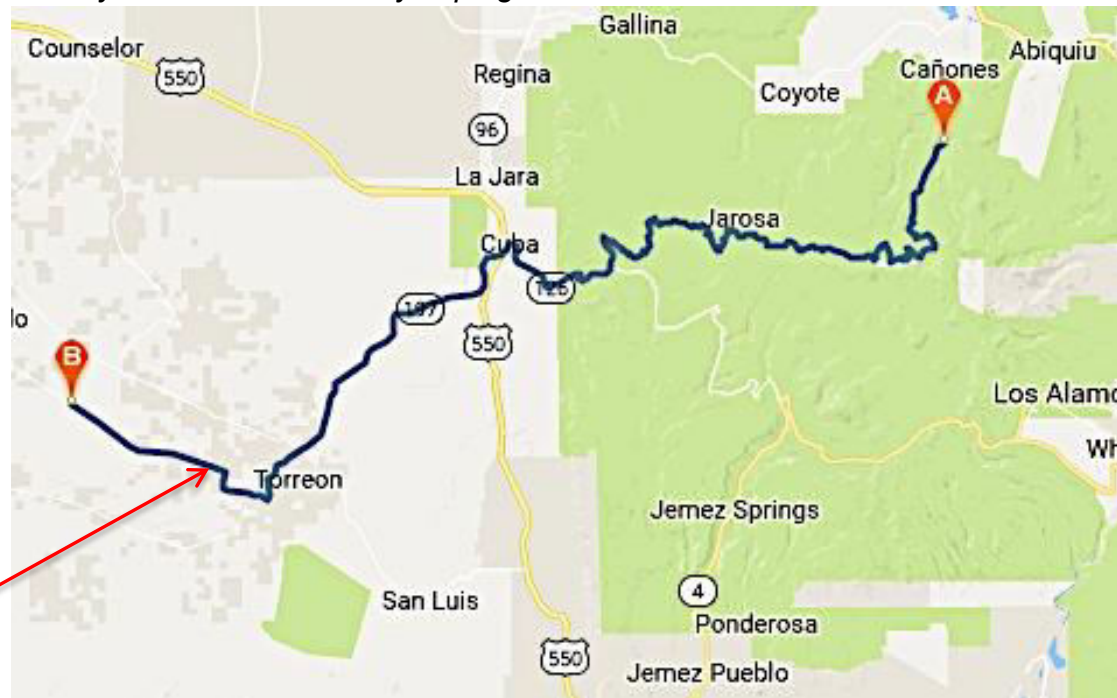 Gallina
Counselor
Abiquiu
550
Regina
Cañones
Coyote
A
96
La Jara
Jarosa
Cuba
126
197
lo
550
B
Los Alamo
Wh
Torreon
Jemez Springs
San Luis
4
Ponderosa
550
Jemez Pueblo